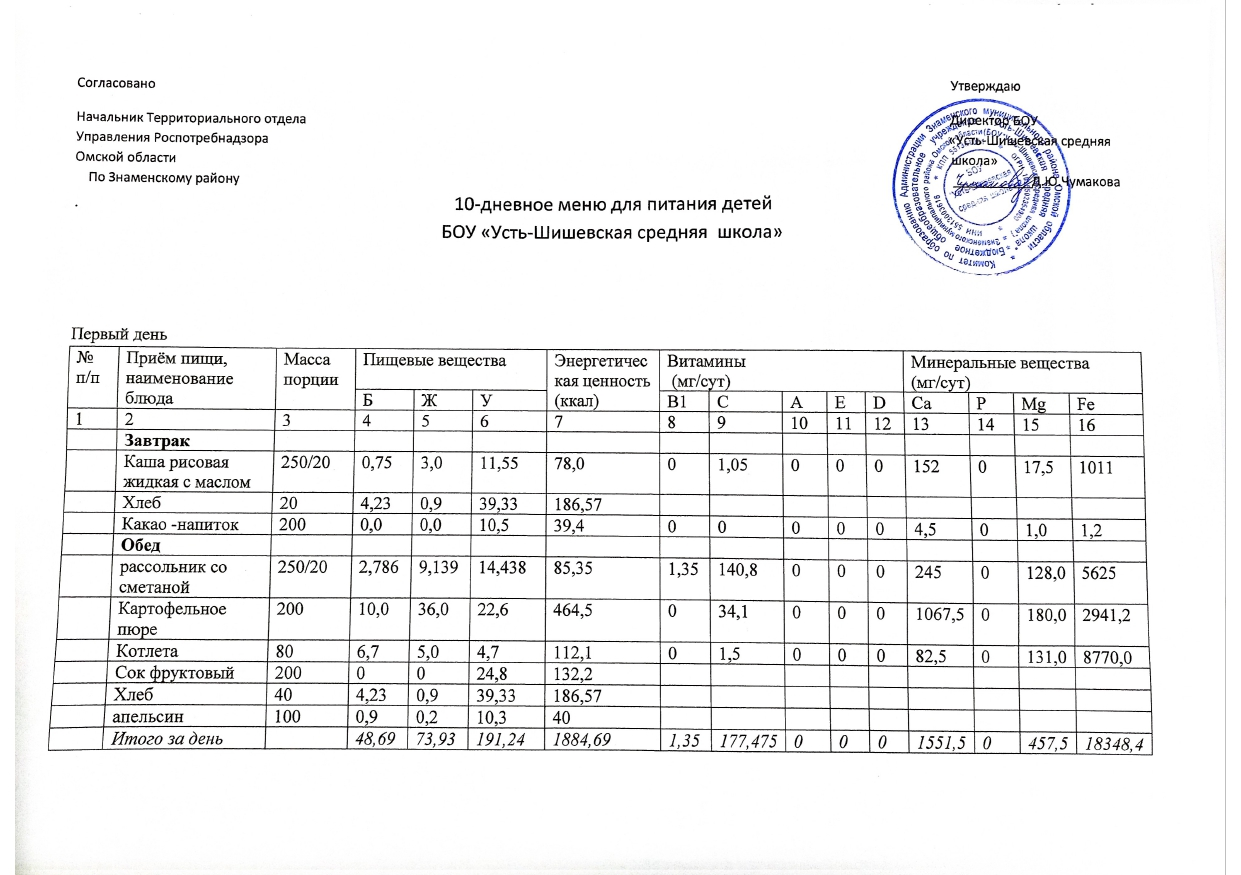 Согласовано
Утверждаю
Начальник Территориального отдела
Управления Роспотребнадзора
Омской области
По Знаменскому району
.
Директор БОУ
«Усть-Шишевская средняя
школа»
Л.Ю.Чумакова
10-дневное меню для питания детей
БОУ «Усть-Шишевская средняя школа»
Комитет по образованию Администрации Знаменского муниципального района Омской области
Первый день
№ п/п Приём пищи, наименование блюда Масса порции Пищевые вещества Энергетичес кая ценность (ккал) Витамины (мг/сут) Минеральные вещества (мг/сут)
Б Ж У В1 С А Е D Ca P Mg Fe
1 2 3 4 5 6 7 8 9 10 11 12 13 14 15 16
Завтрак
Каша рисовая 250/20 0,75 3,0 11,55 78,0 0 1,05 0 0 0 152 0 17,5 1011
жидкая с маслом
Хлеб 20 4,23 0,9 39,33 186,57
Какао -напиток 200 0,0 0,0 10,5 39,4 0 0 0 0 0 4,5 0 1,0 1,2
Обед
рассольник со 250/20 2,786 9,139 14,438 85,35 1,35 140,8 0 0 0 245 0 128,0 5625
сметаной
Картофельное 200 10,0 36,0 22,6 464,5 0 34,1 0 0 0 1067,5 0 180,0 2941,2
пюре
Котлета 80 6,7 5,0 4,7 112,1 0 1,5 0 0 0 82,5 0 131,0 8770,0
Сок фруктовый 200 0 0 24,8 132,2
Хлеб 40 4,23 0,9 39,33 186,57
апельсин 100 0,9 0,2 10,3 40
Итого за день 48,69 73,93 191,24 1884,69 1,35 177,475 0 0 0 1551,5 0 457,5 18348,4